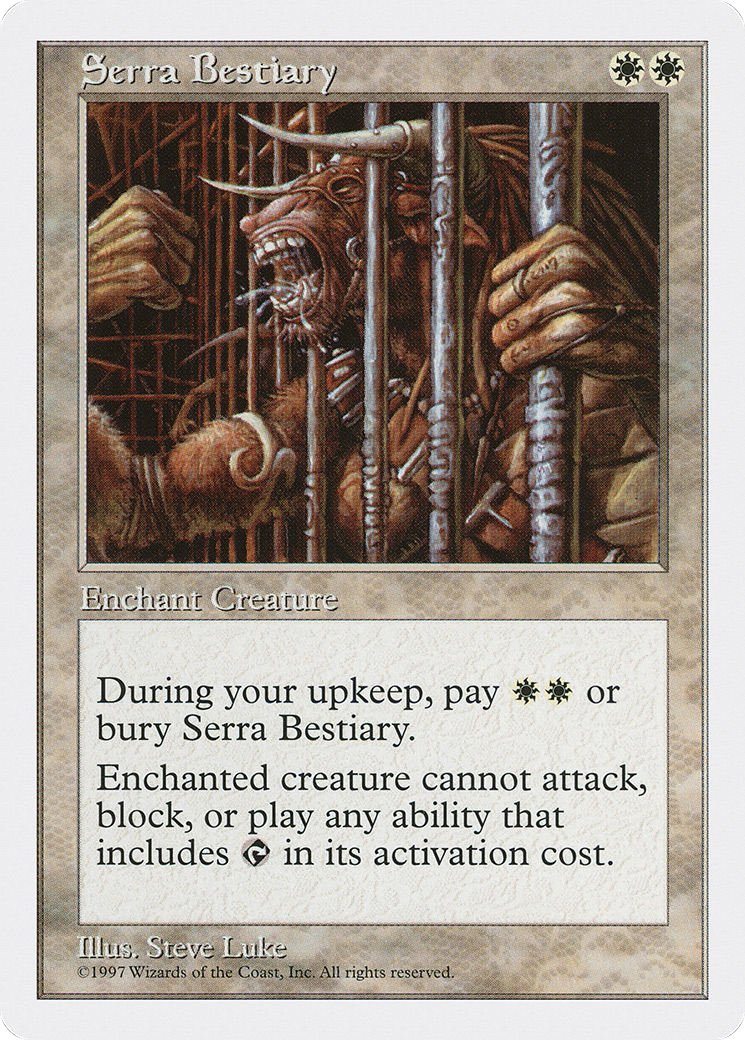 Serra Bestiary
During your upkeep, pay or
bury Serra Bestiary.
Enchanted creature cannot attack,
block, or play any ability that
includes in its activation cost.
Enchant Creature
Illus. Steve Luke
©1997 Wizards of the Coast, Inc. All rights reserved.